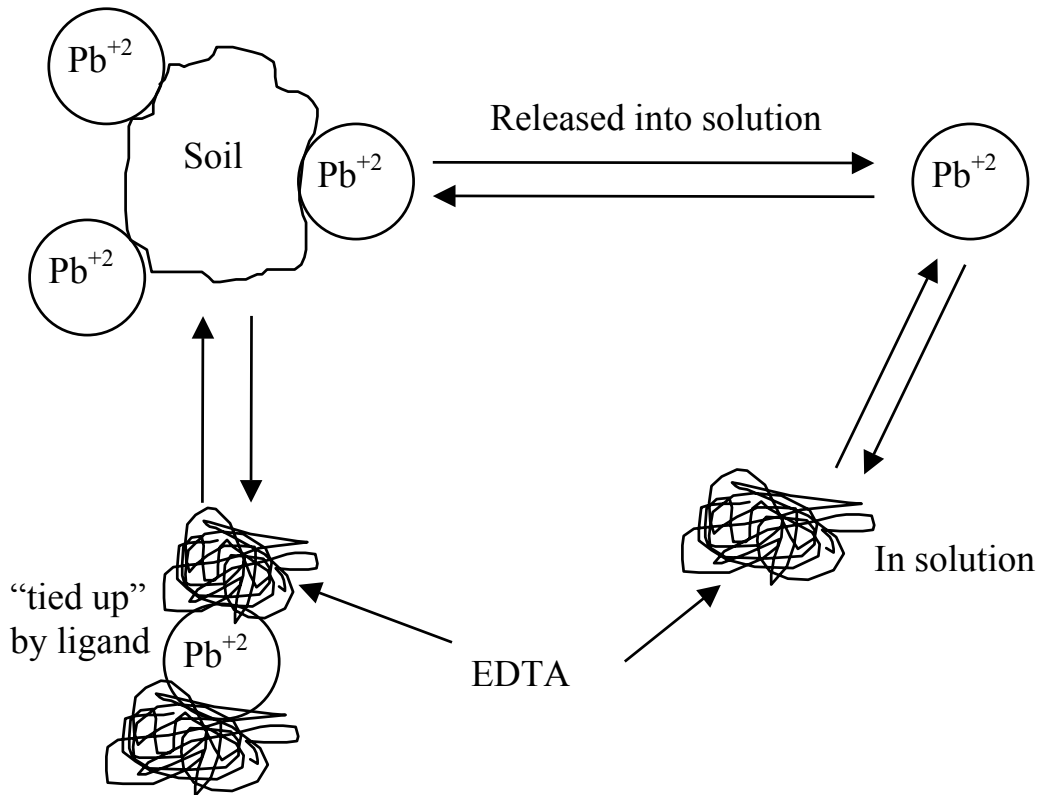 Pb+2
Released into solution
Soil
Pb+2
Pb+2
Pb+2
In solution
“tied up”
by ligand
Pb+2
EDTA